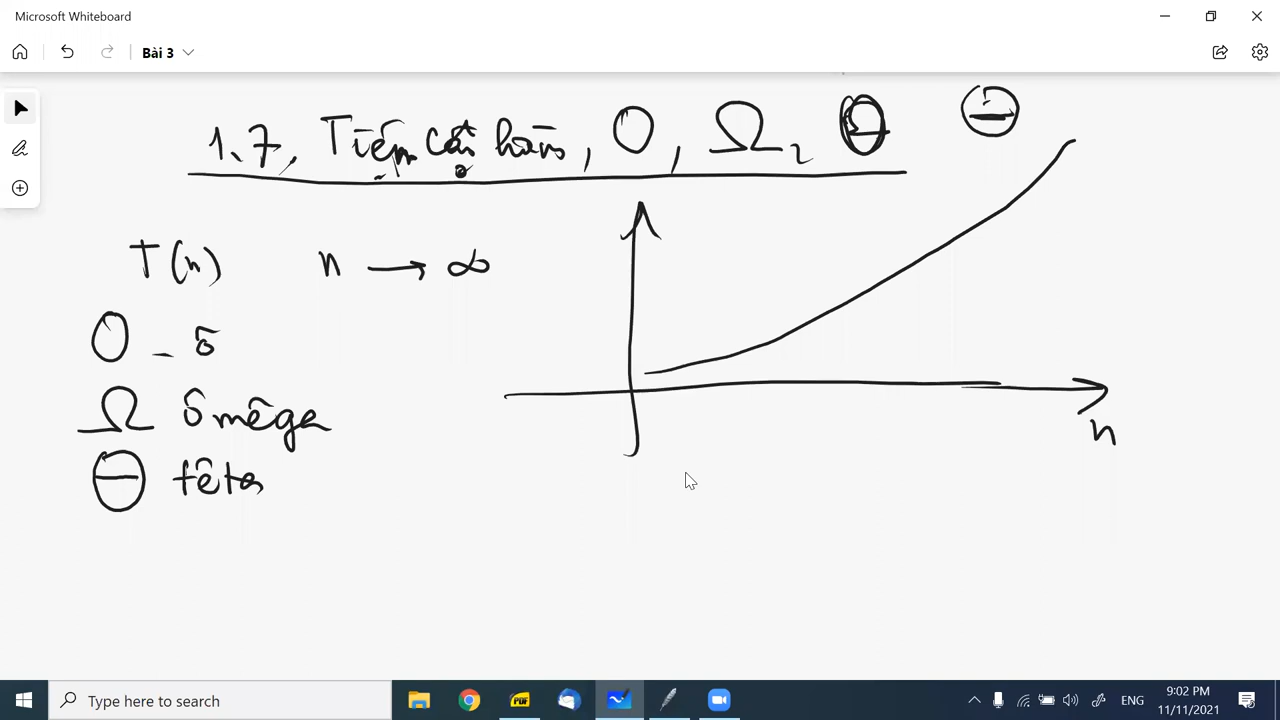 Microsoft Whiteboard
Bài 3
1.7, Tiệm cận hàm, O, Ω, Θ Θ
T(n) n → ∞
O - ô
Ω ômêga
Θ têta
n
Type here to search
ENG
9:02 PM
11/11/2021